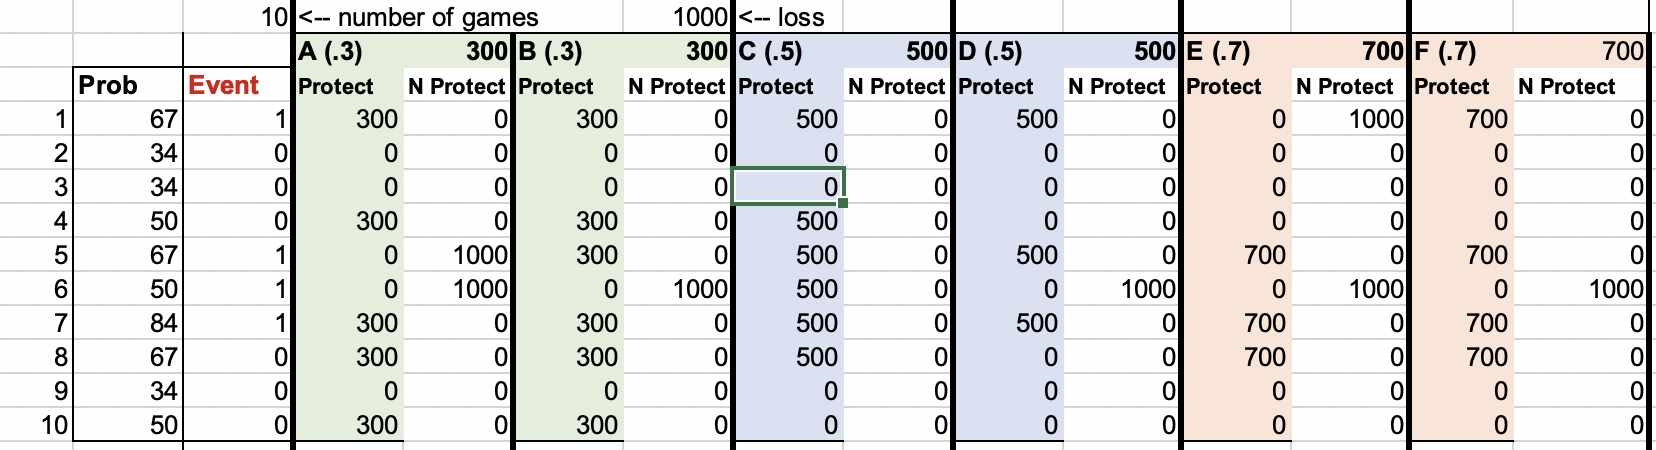 10 <-- number of games 1000 <-- loss
A (.3) 300 B (.3) 300 C (.5) 500 D (.5) 500 E (.7) 700 F (.7) 700
Prob Event Protect N Protect Protect N Protect Protect N Protect Protect N Protect Protect N Protect Protect N Protect
1 67 1 300 0 300 0 500 0 500 0 0 1000 700 0
2 34 0 0 0 0 0 0 0 0 0 0 0 0 0
3 34 0 0 0 0 0 0 0 0 0 0 0 0 0
4 50 0 300 0 300 0 500 0 0 0 0 0 0 0
5 67 1 0 1000 300 0 500 0 500 0 700 0 700 0
6 50 1 0 1000 0 1000 500 0 0 1000 0 1000 0 1000
7 84 1 300 0 300 0 500 0 500 0 700 0 700 0
8 67 0 300 0 300 0 500 0 0 0 700 0 700 0
9 34 0 0 0 0 0 0 0 0 0 0 0 0 0
10 50 0 300 0 300 0 0 0 0 0 0 0 0 0